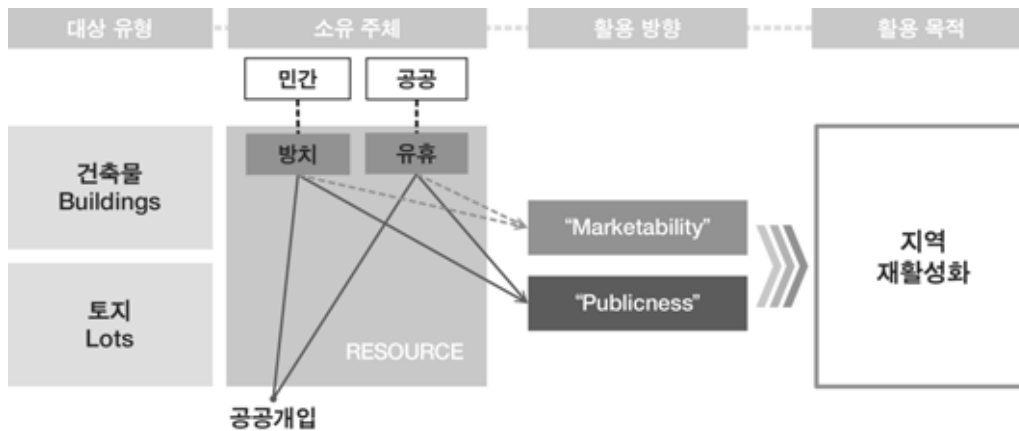 대상 유형
소유 주체
활용 방향
활용 목적
민간
공공
방치
유휴
건축물
Buildings
토지
Lots
RESOURCE
공공개입
“Marketability”
“Publicness”
지역
재활성화